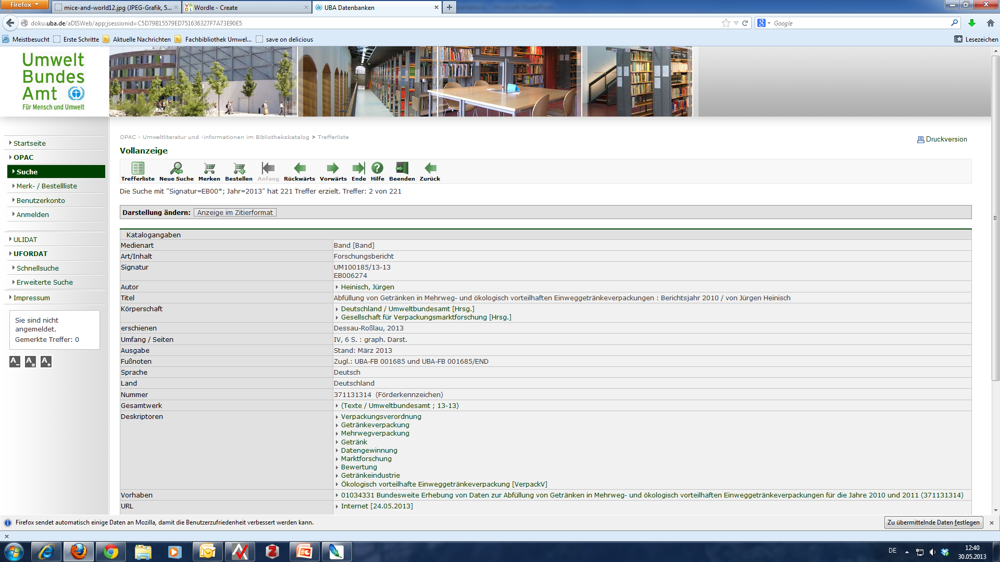 Firefox
mice-and-world12.jpg (JPEG-Grafik, 5...
Wordle - Create
UBA Datenbanken
doku.uba.de/aDISWeb/app;jsessionid=C5D79B15579ED751636327F7A73E90E5
Google
Meistbesucht
Erste Schritte
Aktuelle Nachrichten
Fachbibliothek Umwel...
save on delicious
Lesezeichen
Umwelt
Bundes
Amt
Für Mensch und Umwelt
Startseite
OPAC
Suche
Merk- / Bestellliste
Benutzerkonto
Anmelden
ULIDAT
UFORDAT
Schnellsuche
Erweiterte Suche
Impressum
Sie sind nicht
angemeldet.
Gemerkte Treffer: 0
A- A= A+
OPAC - Umweltliteratur und -informationen im Bibliothekskatalog > Trefferliste
Druckversion
Vollanzeige
Trefferliste Neue Suche Merken Bestellen Anfang Rückwärts Vorwärts Ende Hilfe Beenden Zurück
Die Suche mit "Signatur=EB00*; Jahr=2013" hat 221 Treffer erzielt. Treffer: 2 von 221
Darstellung ändern: Anzeige im Zitierformat
Katalogangaben
Medienart Band [Band]
Art/Inhalt Forschungsbericht
Signatur UM100185/13-13
EB006274
Autor Heinisch, Jürgen
Titel Abfüllung von Getränken in Mehrweg- und ökologisch vorteilhaften Einweggetränkeverpackungen : Berichtsjahr 2010 / von Jürgen Heinisch
Körperschaft Deutschland / Umweltbundesamt [Hrsg.]
Gesellschaft für Verpackungsmarktforschung [Hrsg.]
erschienen Dessau-Roßlau, 2013
Umfang / Seiten IV, 6 S. : graph. Darst.
Ausgabe Stand: März 2013
Fußnoten Zugl.: UBA-FB 001685 und UBA-FB 001685/END
Sprache Deutsch
Land Deutschland
Nummer 371131314 (Förderkennzeichen)
Gesamtwerk (Texte / Umweltbundesamt ; 13-13)
Deskriptoren Verpackungsverordnung
Getränkeverpackung
Mehrwegverpackung
Getränk
Datengewinnung
Marktforschung
Bewertung
Getränkeindustrie
Ökologisch vorteilhafte Einweggetränkeverpackung [VerpackV]
Vorhaben 01034331 Bundesweite Erhebung von Daten zur Abfüllung von Getränken in Mehrweg- und ökologisch vorteilhaften Einweggetränkeverpackungen für die Jahre 2010 und 2011 (371131314)
URL Internet [24.05.2013]
Firefox sendet automatisch einige Daten an Mozilla, damit die Benutzerzufriedenheit verbessert werden kann.
Zu übermittelnde Daten festlegen
DE
12:40
30.05.2013